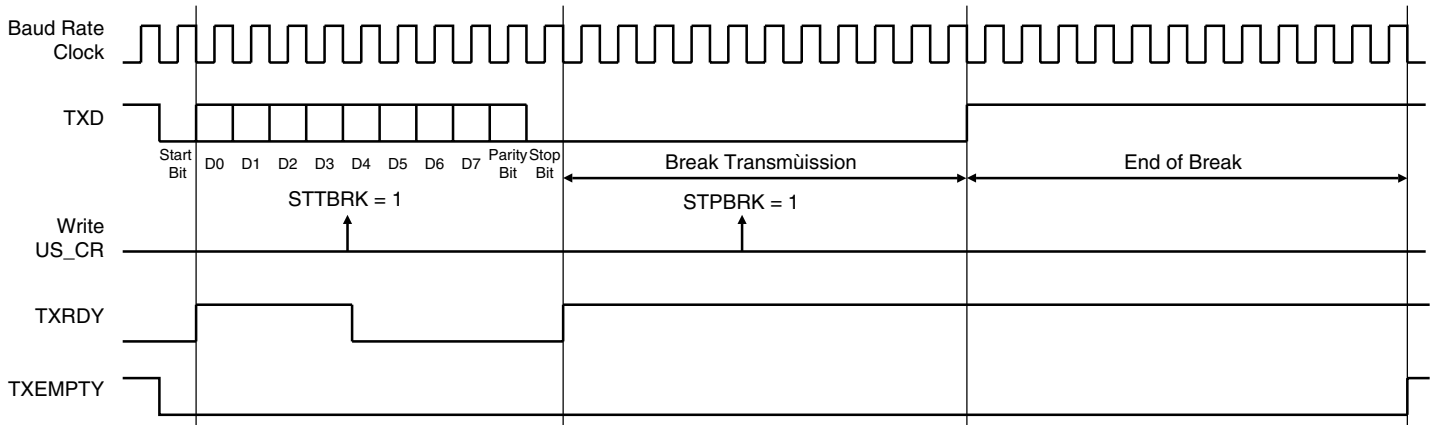 Baud Rate
Clock
TXD
Start
Bit
D0 D1 D2 D3 D4 D5 D6 D7
Parity
Bit
Stop
Bit
Break Transmùission
End of Break
STTBRK = 1
STPBRK = 1
Write
US_CR
TXRDY
TXEMPTY